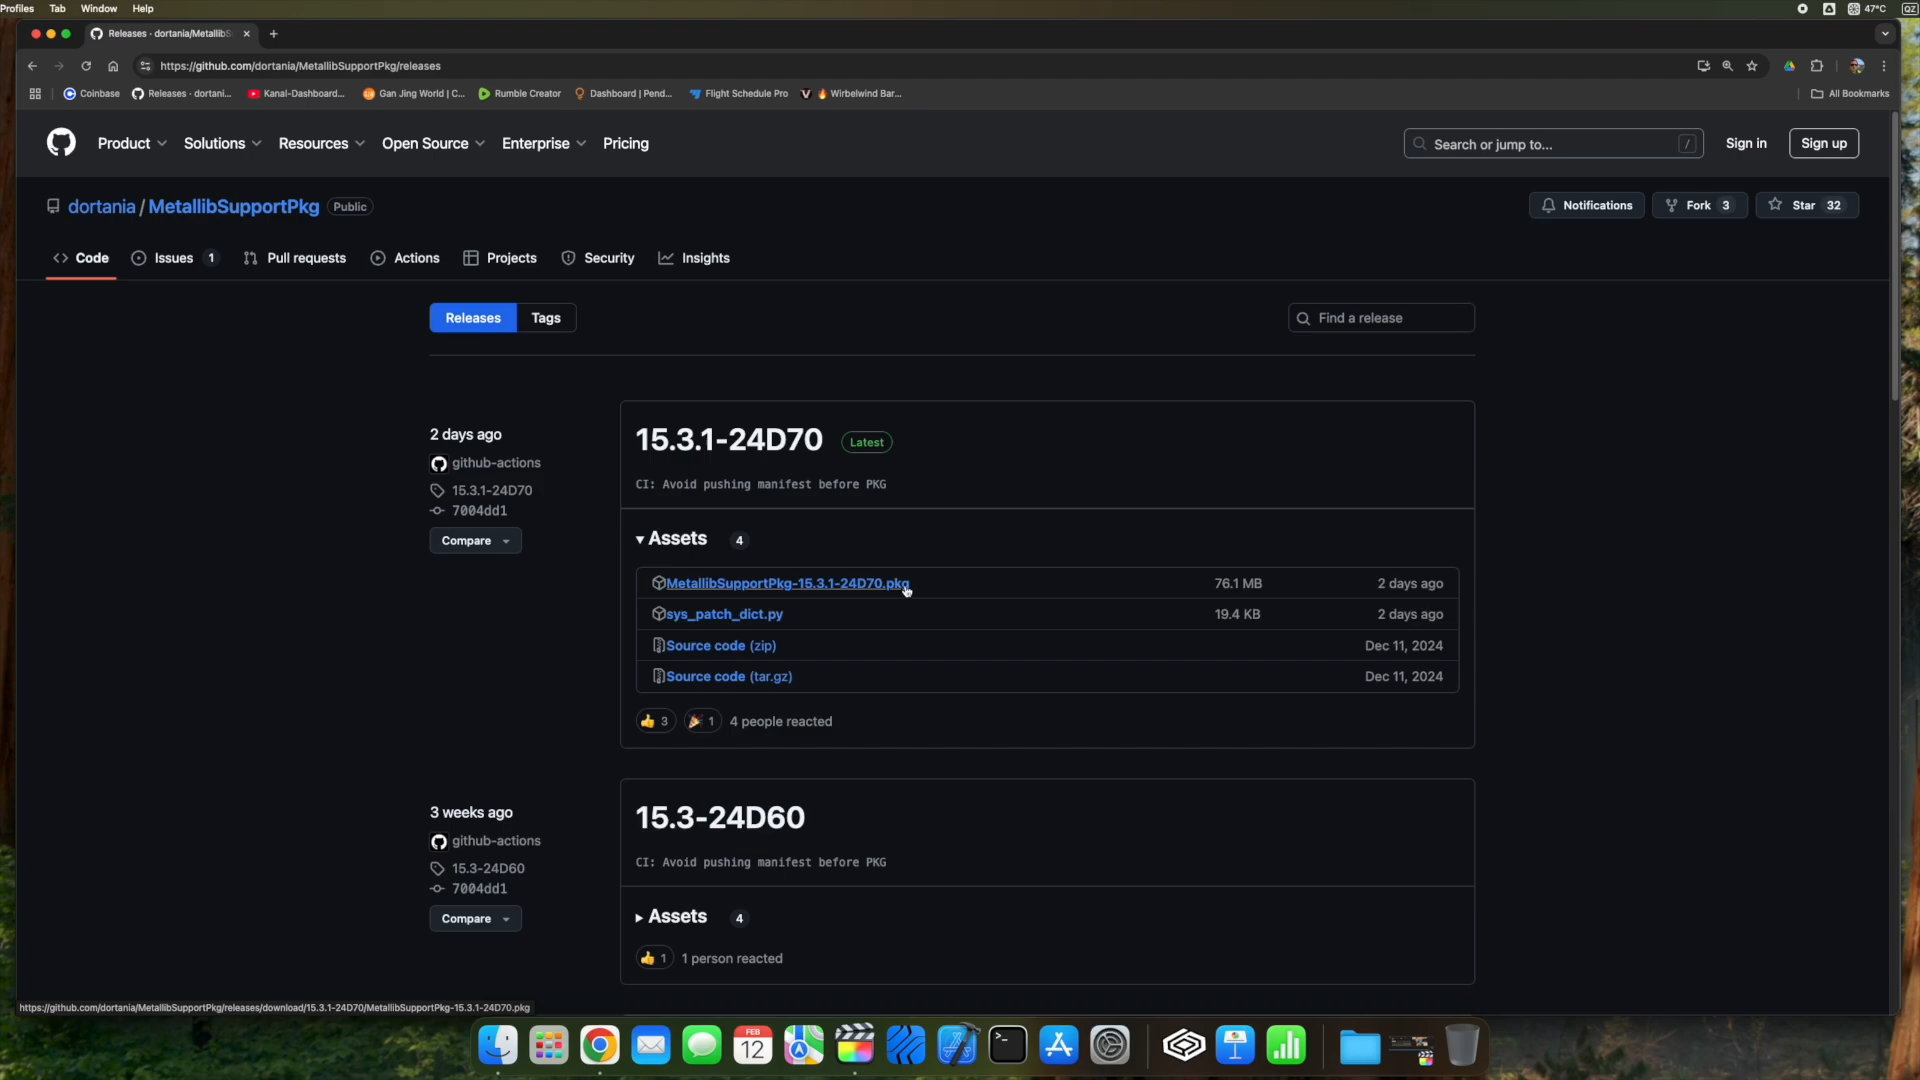 Profiles Tab Window Help 47°C
Releases · dortania/MetallibS
https://github.com/dortania/MetallibSupportPkg/releases
Coinbase Releases · dortani... Kanal-Dashboard... Gan Jing World | C... Rumble Creator Dashboard | Pend... Flight Schedule Pro 🔥 Wirbelwind Bar... All Bookmarks
Product Solutions Resources Open Source Enterprise Pricing Search or jump to... / Sign in Sign up
dortania / MetallibSupportPkg Public Notifications Fork 3 Star 32
Code Issues 1 Pull requests Actions Projects Security Insights
Releases Tags Find a release
2 days ago
github-actions
15.3.1-24D70
7004dd1
Compare
15.3.1-24D70 Latest
CI: Avoid pushing manifest before PKG
Assets 4
MetallibSupportPkg-15.3.1-24D70.pkg 76.1 MB 2 days ago
sys_patch_dict.py 19.4 KB 2 days ago
Source code (zip) Dec 11, 2024
Source code (tar.gz) Dec 11, 2024
👍 3 🎉 1 4 people reacted
3 weeks ago
github-actions
15.3-24D60
7004dd1
Compare
15.3-24D60
CI: Avoid pushing manifest before PKG
Assets 4
👍 1 1 person reacted
https://github.com/dortania/MetallibSupportPkg/releases/download/15.3.1-24D70/MetallibSupportPkg-15.3.1-24D70.pkg
FEB
12